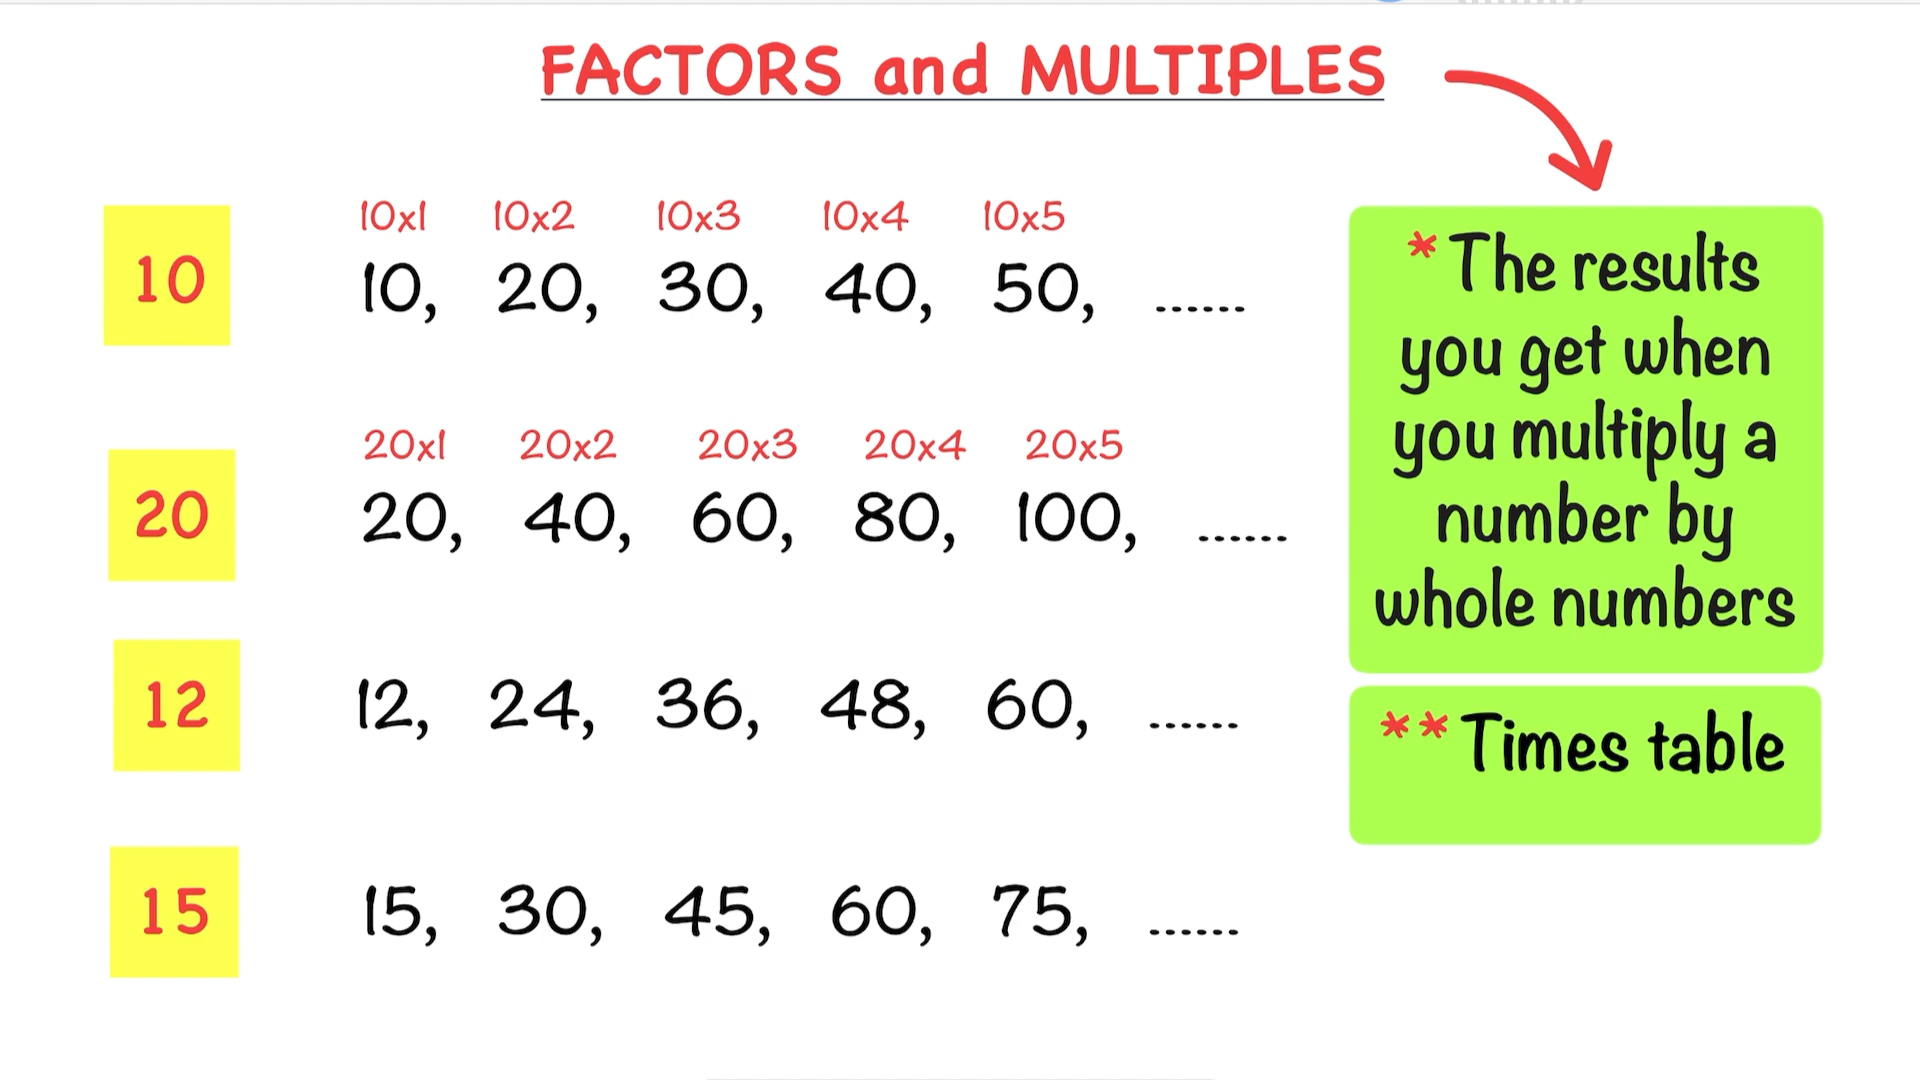 FACTORS and MULTIPLES
10
10x1 10x2 10x3 10x4 10x5
10, 20, 30, 40, 50, ......
20
20x1 20x2 20x3 20x4 20x5
20, 40, 60, 80, 100, ......
12
12, 24, 36, 48, 60, ......
15
15, 30, 45, 60, 75, ......
* The results
you get when
you multiply a
number by
whole numbers
** Times table